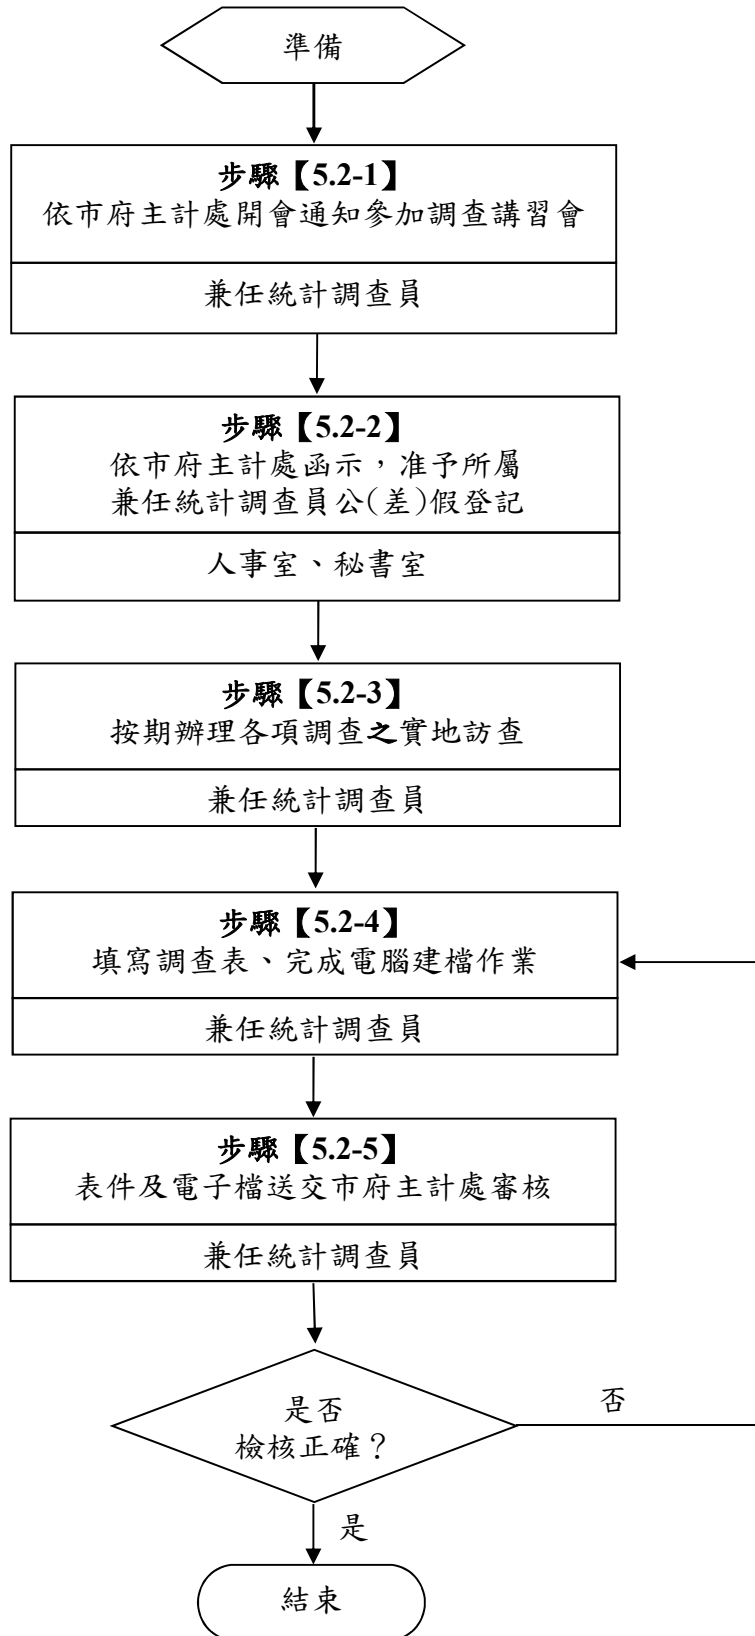 準備
步驟【5.2-1】
依市府主計處開會通知參加調查講習會
兼任統計調查員
步驟【5.2-2】
依市府主計處函示，准予所屬
兼任統計調查員公(差)假登記
人事室、秘書室
步驟【5.2-3】
按期辦理各項調查之實地訪查
兼任統計調查員
步驟【5.2-4】
填寫調查表、完成電腦建檔作業
兼任統計調查員
步驟【5.2-5】
表件及電子檔送交市府主計處審核
兼任統計調查員
是否
檢核正確？
否
是
結束